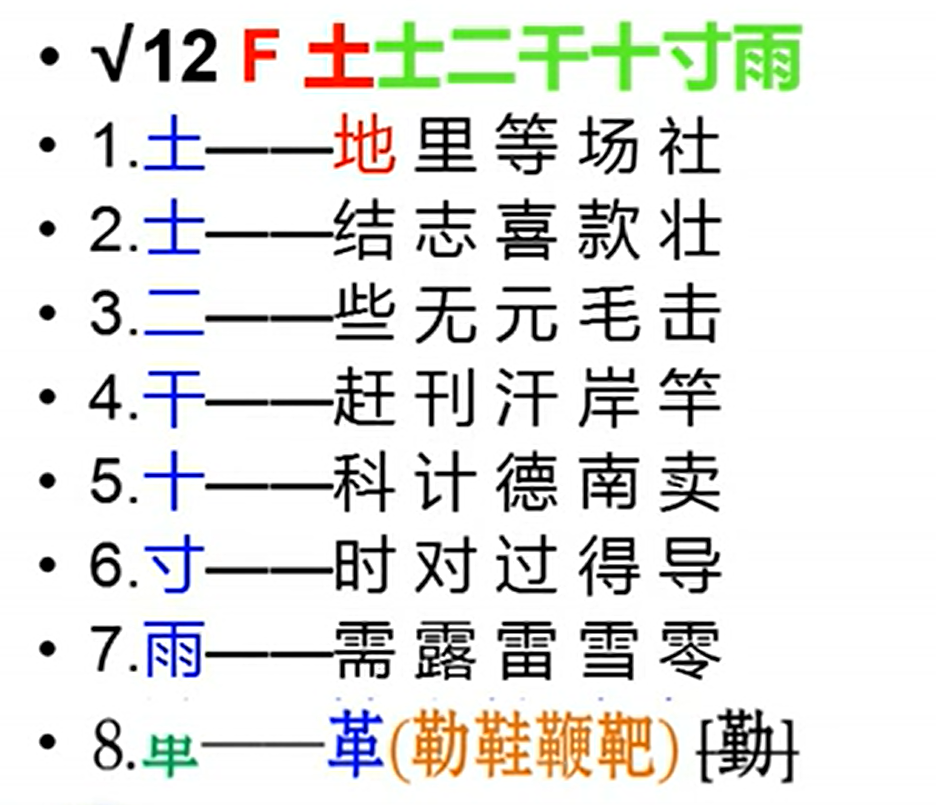 • √12 F 土士二干十寸雨
• 1.土——地 里 等 场 社
• 2.士——结 志 喜 款 壮
• 3.二——些 无 元 毛 击
• 4.干——赶 刊 汗 岸 竿
• 5.十——科 计 德 南 卖
• 6.寸——时 对 过 得 导
• 7.雨——需 露 雷 雪 零
• 8.——革(勒鞋鞭靶) [勤]